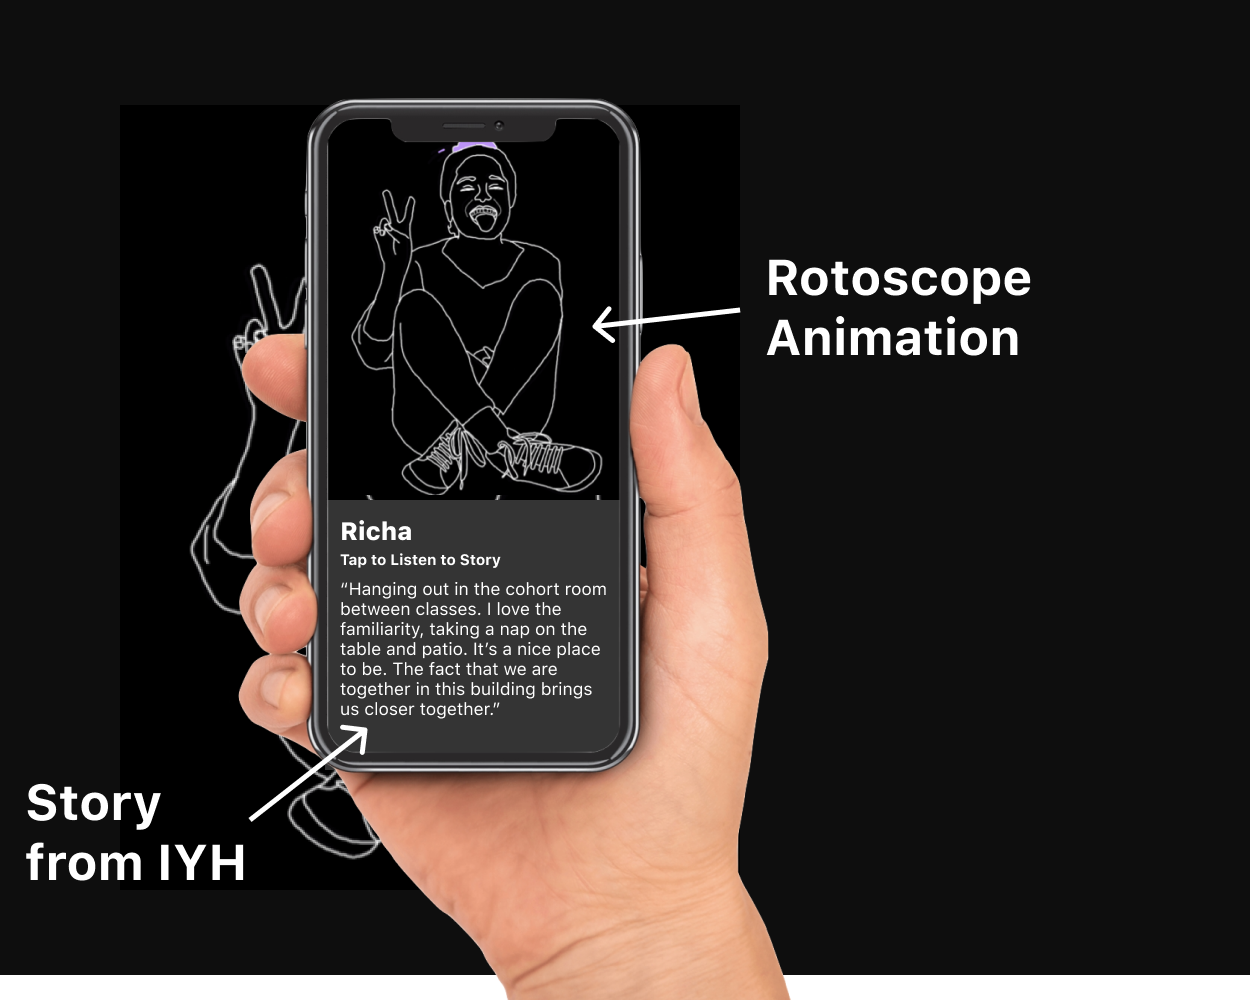 Rotoscope
Animation
Richa
Tap to Listen to Story
“Hanging out in the cohort room
between classes. I love the
familiarity, taking a nap on the
table and patio. It’s a nice place
to be. The fact that we are
together in this building brings
us closer together.”
Story
from IYH